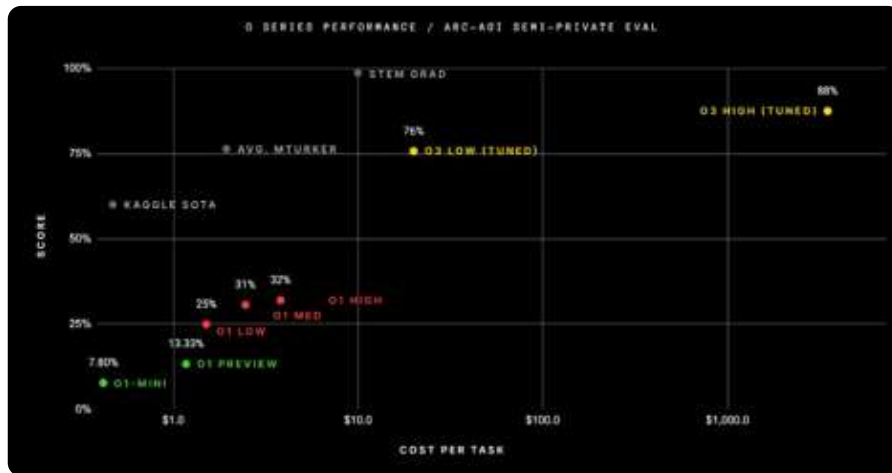 O SERIES PERFORMANCE / ARC-AGI SEMI-PRIVATE EVAL
100%
STEM GRAD
88%
O3 HIGH (TUNED)
76%
75%
AVG. MTURKER
O3 LOW (TUNED)
KAGGLE SOTA
SCORE
50%
31%
32%
25%
O1 HIGH
O1 MED
25%
O1 LOW
13.33%
7.80%
O1 PREVIEW
O1-MINI
0%
$1.0
$10.0
$100.0
$1,000.0
COST PER TASK